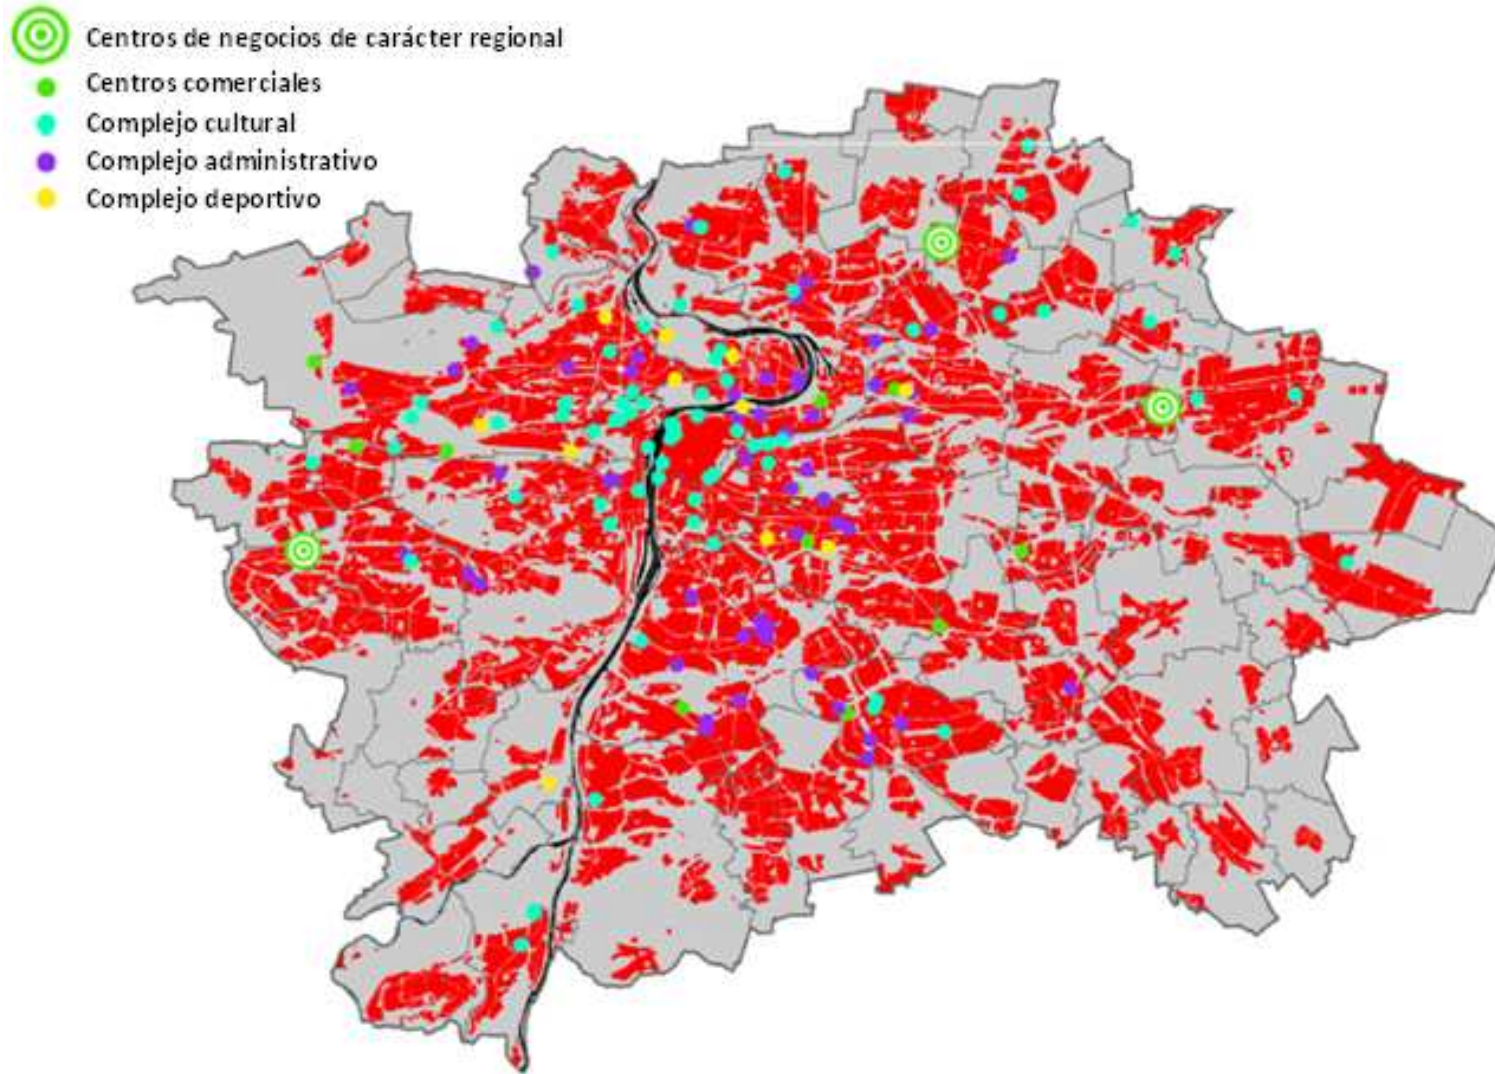 Centros de negocios de carácter regional
Centros comerciales
Complejo cultural
Complejo administrativo
Complejo deportivo